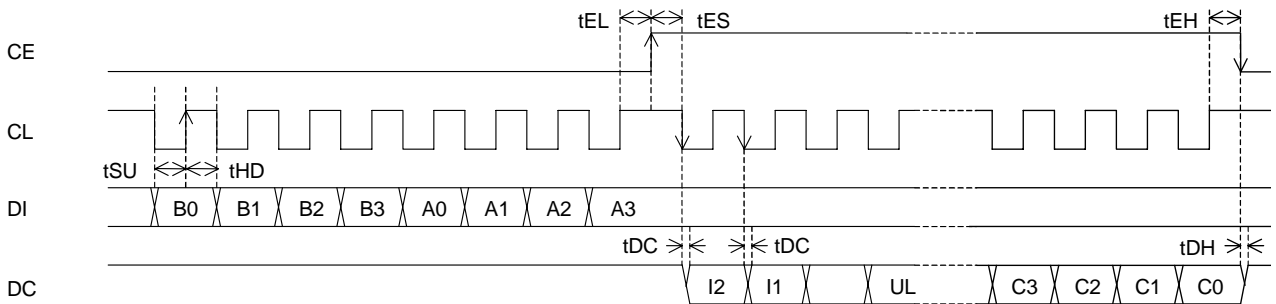 tEL tES tEH
CE
CL
tSU tHD
DI B0 B1 B2 B3 A0 A1 A2 A3
tDC tDC tDH
DC I2 I1 UL C3 C2 C1 C0